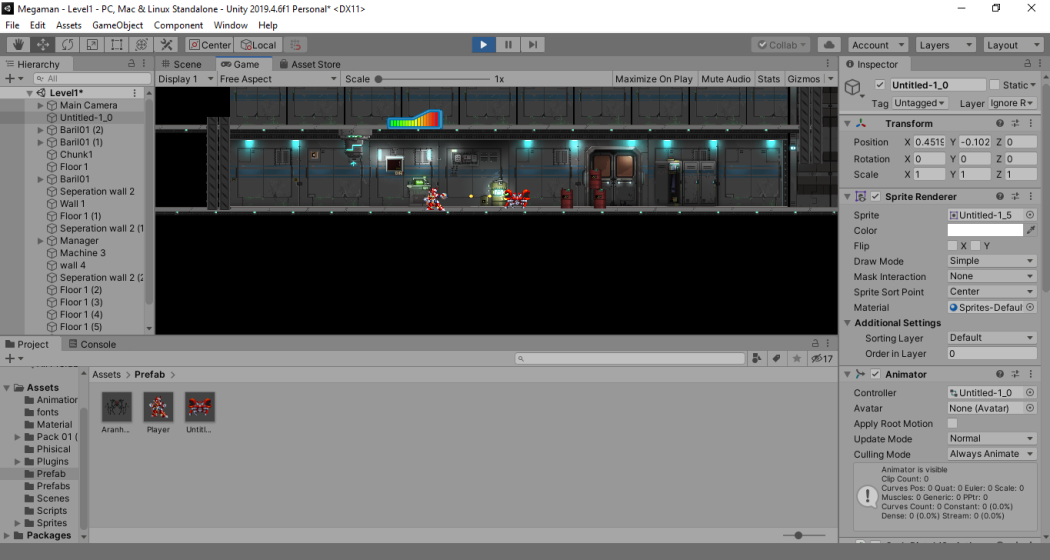 Megaman - Level1 - PC, Mac & Linux Standalone - Unity 2019.4.6f1 Personal* <DX11>
File Edit Assets GameObject Component Window Help
Center Local Collab Account Layers Layout
Hierarchy
All
Level1*
Main Camera
Untitled-1_0
Baril01 (2)
Baril01 (1)
Chunk1
Floor 1
Baril01
Seperation wall 2
Wall 1
Floor 1 (1)
Seperation wall 2 (1
Manager
Machine 3
wall 4
Seperation wall 2 (2
Floor 1 (2)
Floor 1 (3)
Floor 1 (4)
Floor 1 (5)
Scene Game Asset Store
Display 1 Free Aspect Scale 1x Maximize On Play Mute Audio Stats Gizmos
Project Console
17
Assets
Animation
fonts
Material
Pack 01 (
Phisical
Plugins
Prefab
Prefabs
Scenes
Scripts
Sprites
Packages
Assets > Prefab >
Aranh... Player Untitl...
Inspector
Untitled-1_0 Static
Tag Untagged Layer Ignore R
Transform
Position X 0.4519 Y -0.102 Z 0
Rotation X 0 Y 0 Z 0
Scale X 1 Y 1 Z 1
Sprite Renderer
Sprite Untitled-1_5
Color
Flip X Y
Draw Mode Simple
Mask Interaction None
Sprite Sort Point Center
Material Sprites-Defaul
Additional Settings
Sorting Layer Default
Order in Layer 0
Animator
Controller Untitled-1_0
Avatar None (Avatar)
Apply Root Motion
Update Mode Normal
Culling Mode Always Animate
Animator is visible
Clip Count: 0
Curves Pos: 0 Quat: 0 Euler: 0 Scale: 0
Muscles: 0 Generic: 0 PPtr: 0
Curves Count: 0 Constant: 0 (0.0%)
Dense: 0 (0.0%) Stream: 0 (0.0%)